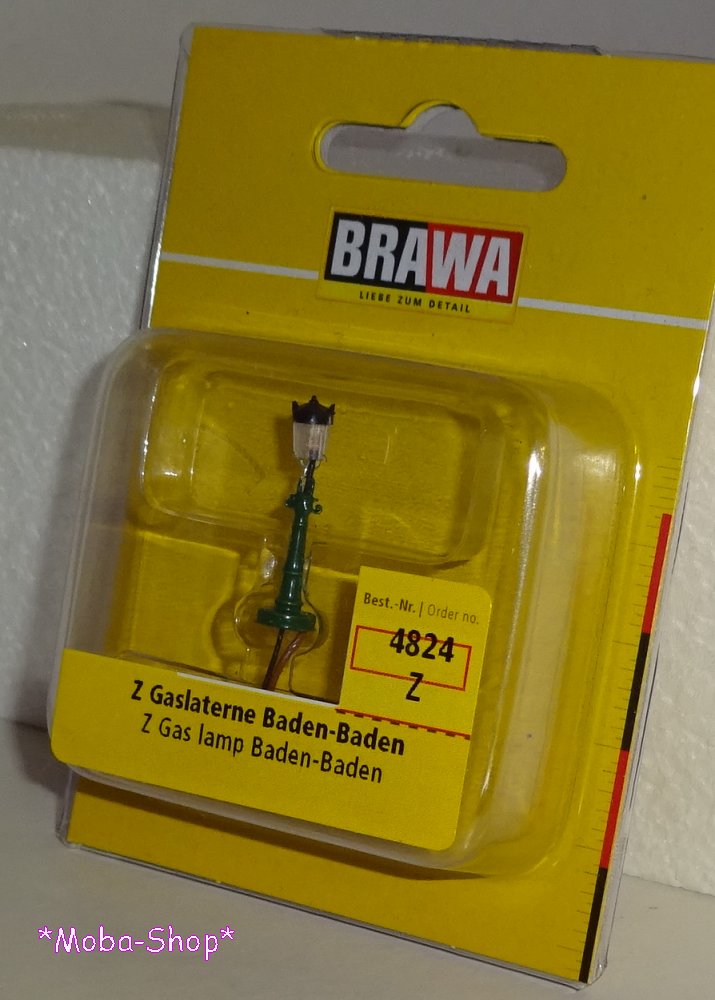 BRAWA
LIEBE ZUM DETAIL
Best.-Nr. | Order no.
4824
Z
Z Gaslaterne Baden-Baden
Z Gas lamp Baden-Baden
*Moba-Shop*